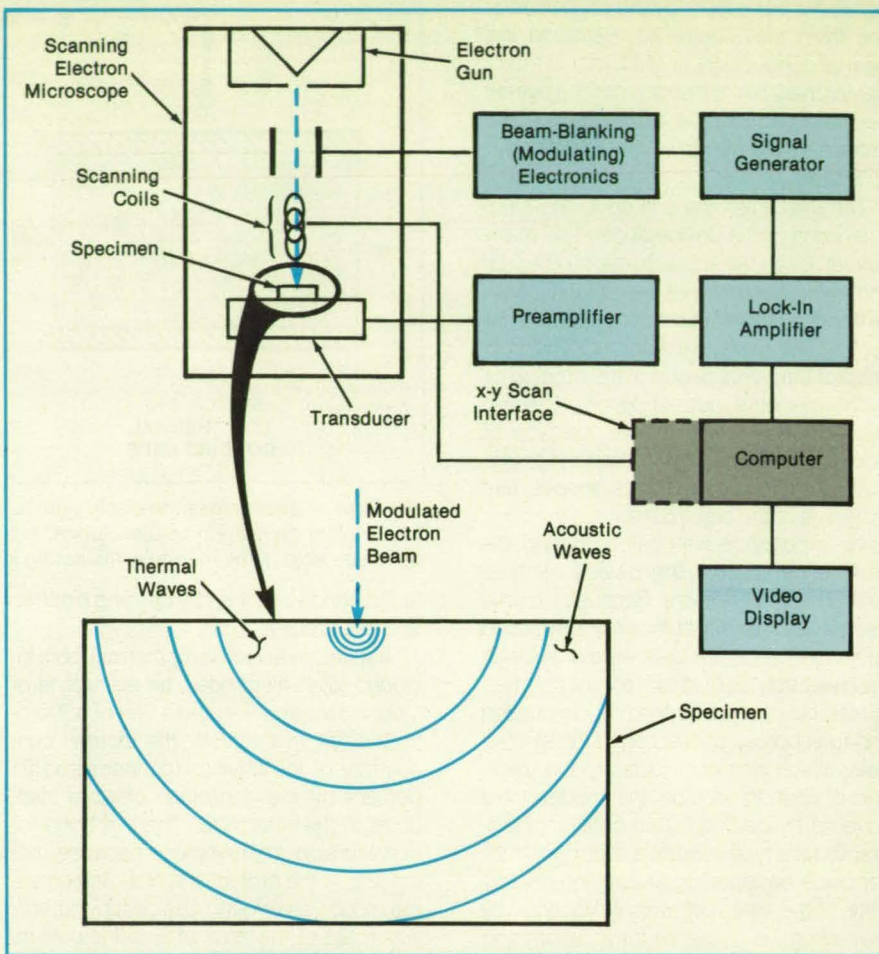 Scanning
Electron
Microscope
Electron
Gun
Beam-Blanking
(Modulating)
Electronics
Signal
Generator
Scanning
Coils
Specimen
Preamplifier
Lock-In
Amplifier
Transducer
x-y Scan
Interface
Computer
Modulated
Electron
Beam
Thermal
Waves
Acoustic
Waves
Video
Display
Specimen